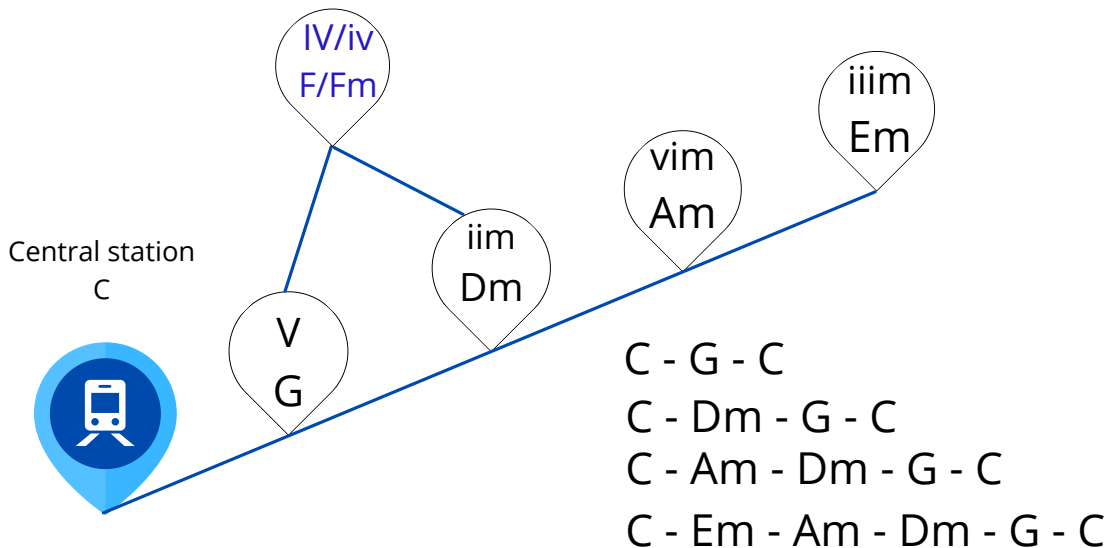 IV/iv
F/Fm
iiim
Em
vim
Am
iim
Dm
Central station
C
V
G
C - G - C
C - Dm - G - C
C - Am - Dm - G - C
C - Em - Am - Dm - G - C